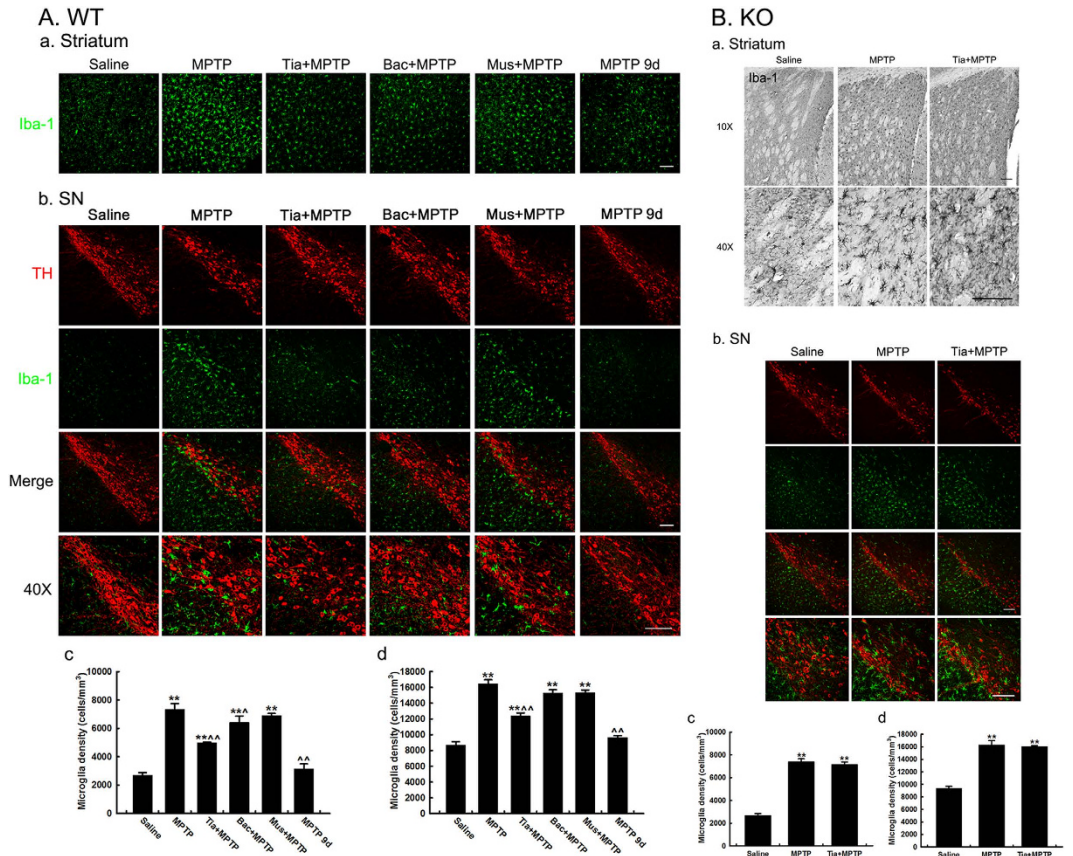 A. WT
a. Striatum
Saline MPTP Tia+MPTP Bac+MPTP Mus+MPTP MPTP 9d
Iba-1
b. SN
Saline MPTP Tia+MPTP Bac+MPTP Mus+MPTP MPTP 9d
TH
Iba-1
Merge
40X
c
Microglia density (cells/mm³)
8000
6000
4000
2000
0
** **^^ **^ ** ^^
Saline MPTP Tia+MPTP Bac+MPTP Mus+MPTP MPTP 9d
d
Microglia density (cells/mm³)
18000
16000
14000
12000
10000
8000
6000
4000
2000
0
** **^^ ** ** ^^
Saline MPTP Tia+MPTP Bac+MPTP Mus+MPTP MPTP 9d
B. KO
a. Striatum
Saline MPTP Tia+MPTP
Iba-1
10X
40X
b. SN
Saline MPTP Tia+MPTP
c
Microglia density (cells/mm³)
8000
6000
4000
2000
0
** **
Saline MPTP Tia+MPTP
d
Microglia density (cells/mm³)
18000
16000
14000
12000
10000
8000
6000
4000
2000
0
** **
Saline MPTP Tia+MPTP